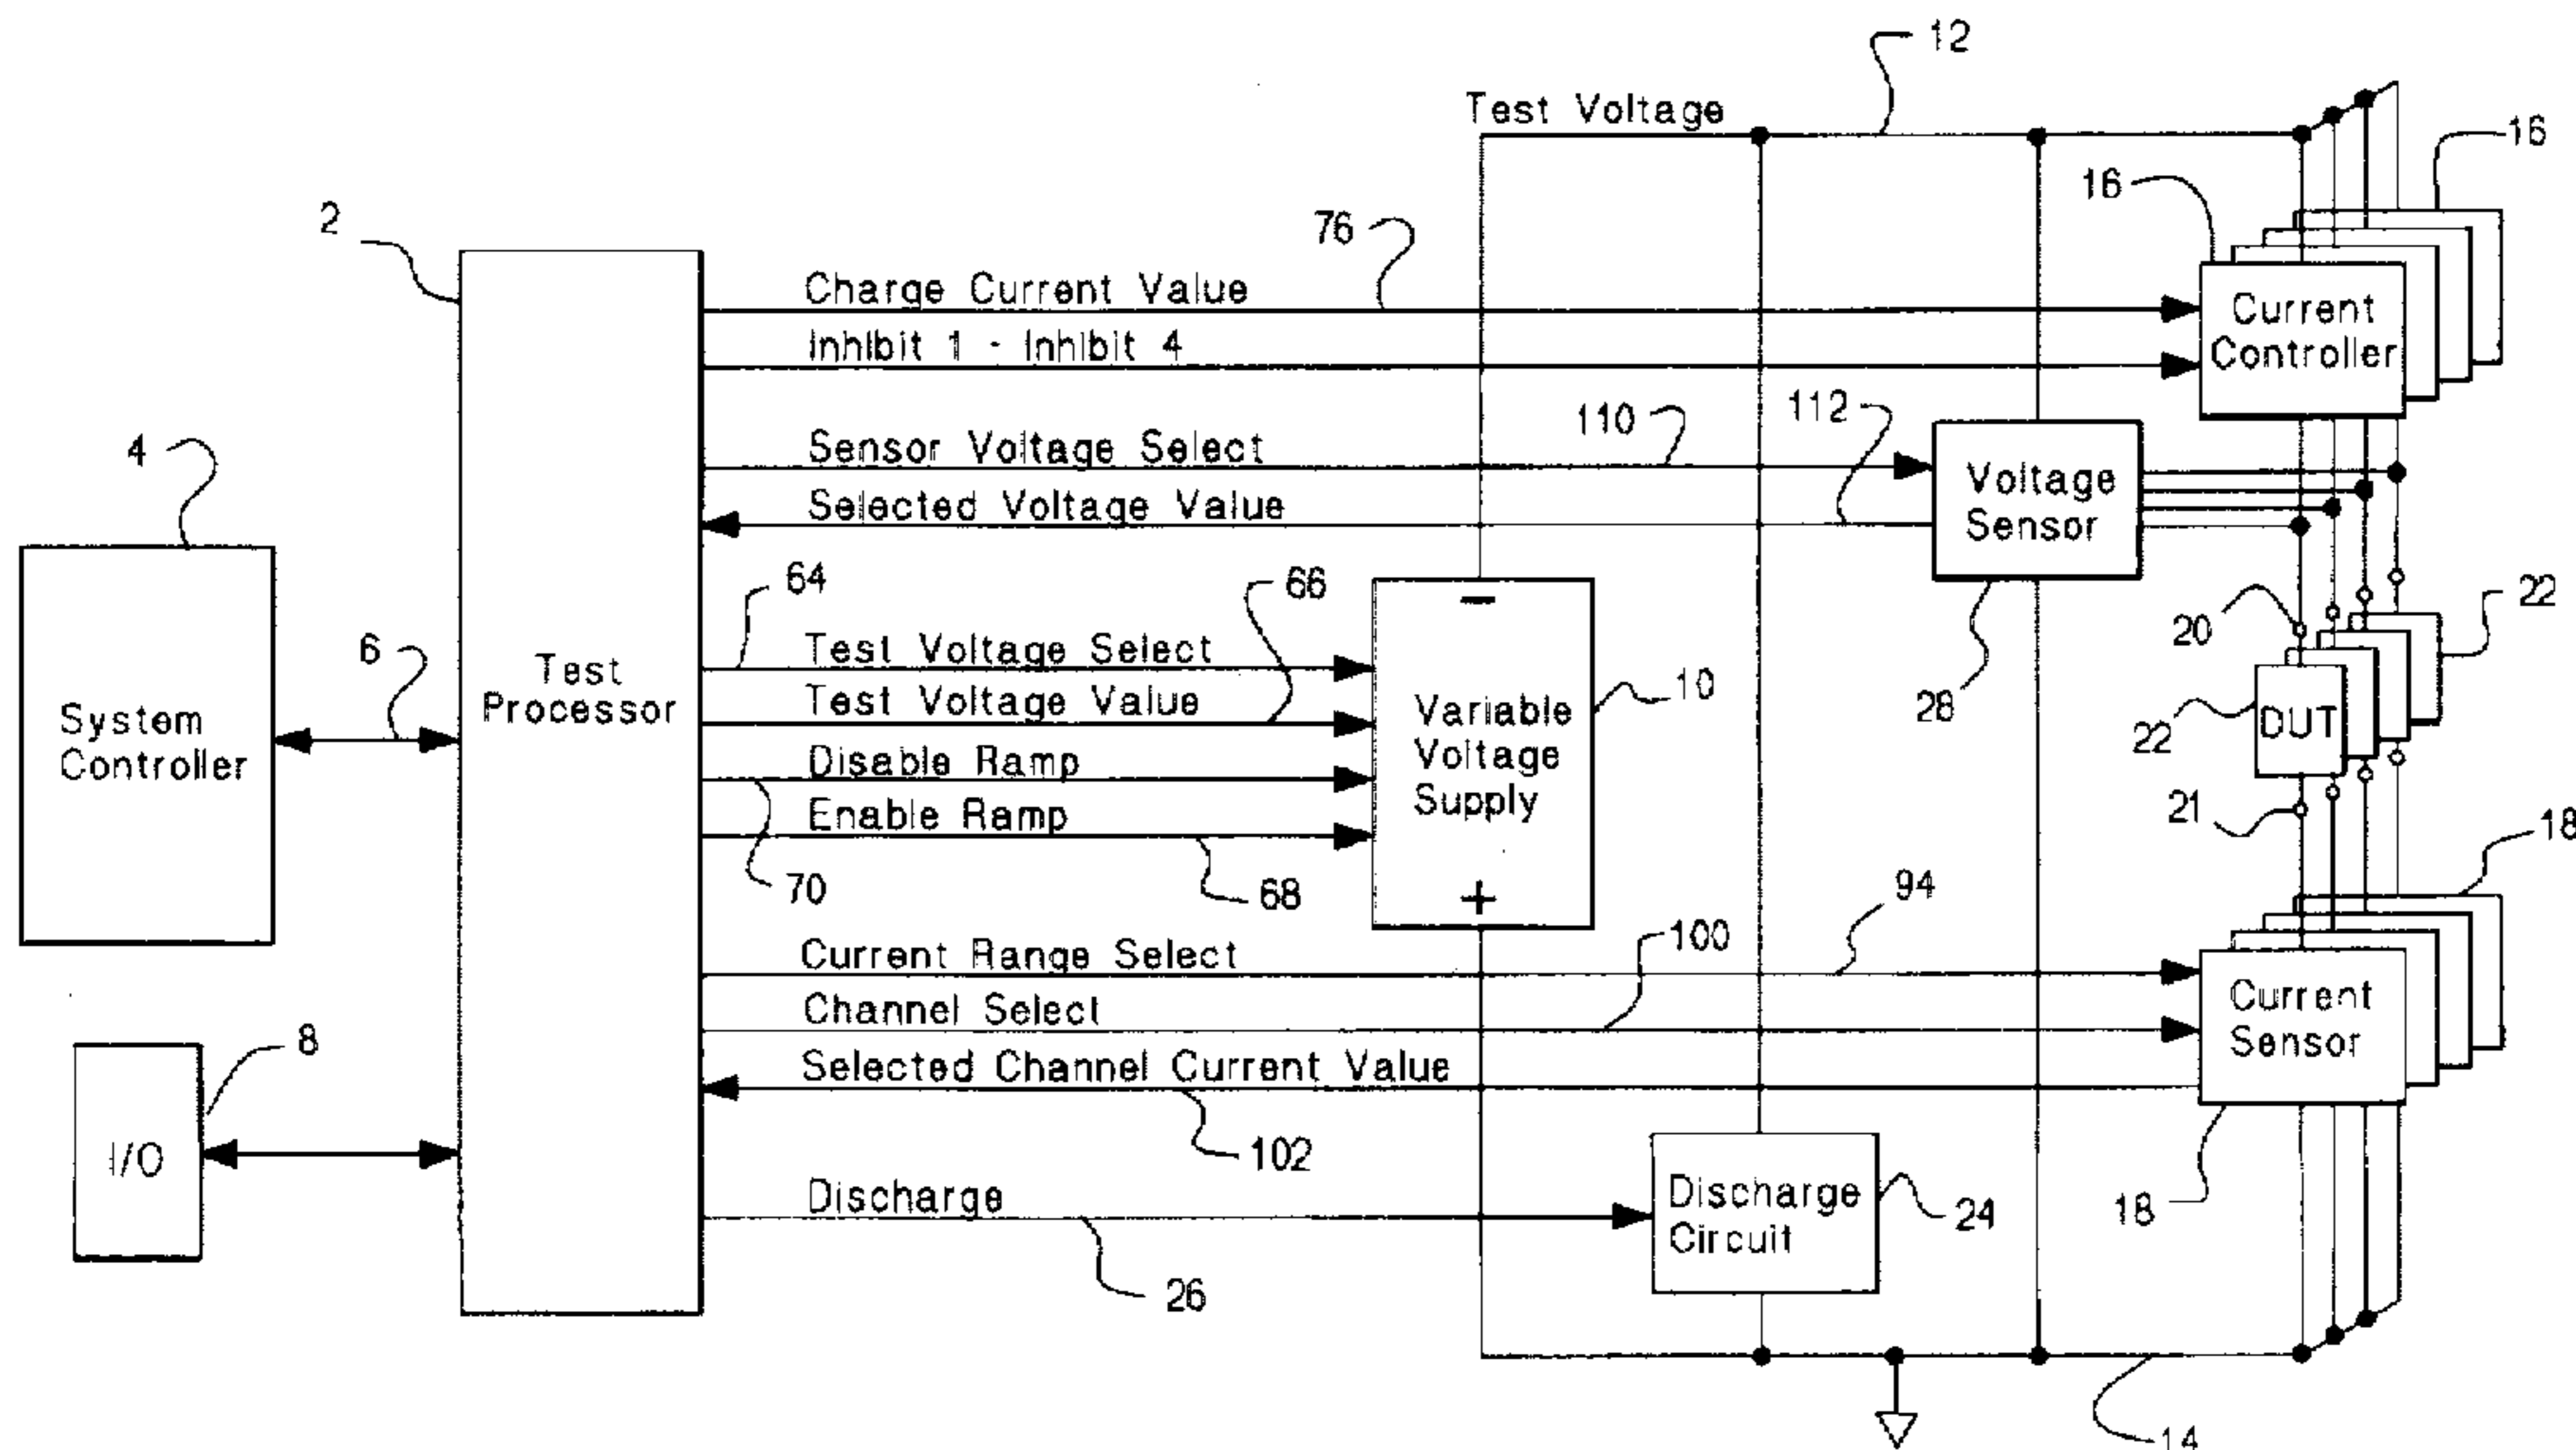 12
Test Voltage
16
16
2
76
Charge Current Value
Current
Controller
Inhibit 1 - Inhibit 4
110
112
4
Sensor Voltage Select
Voltage
Sensor
Selected Voltage Value
64
66
22
20
6
Test Voltage Select
Test
Processor
10
28
22
DUT
System
Controller
Test Voltage Value
Variable
Voltage
Supply
Disable Ramp
21
Enable Ramp
18
70
68
94
Current Range Select
100
Current
Sensor
8
Channel Select
Selected Channel Current Value
I/O
102
Discharge
Discharge
Circuit
24
18
26
14
−
+